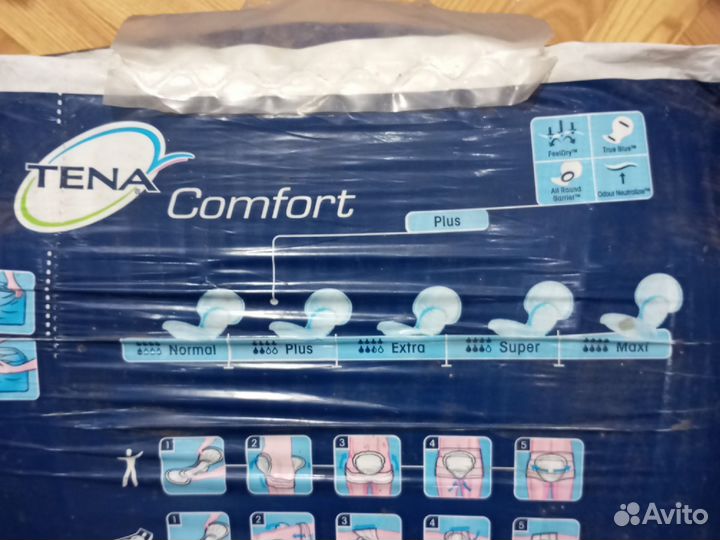 TENA
Comfort
FeelDry™
True Blue™
All Round
Barrier™
Odour Neutralize™
Plus
Normal
Plus
Extra
Super
Maxi
1
2
3
4
5
1
2
3
4
5
Avito